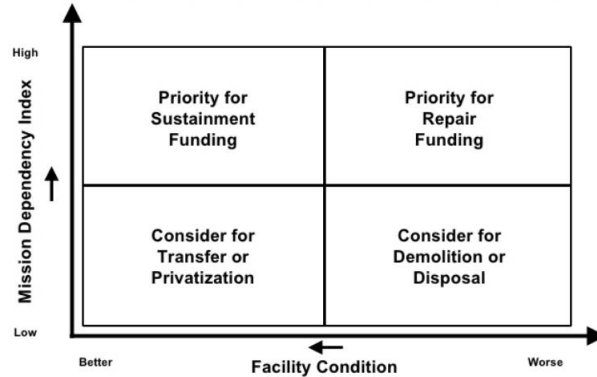 High
Mission Dependency Index
Low
Priority for
Sustainment
Funding
Priority for
Repair
Funding
Consider for
Transfer or
Privatization
Consider for
Demolition or
Disposal
Better
Facility Condition
Worse